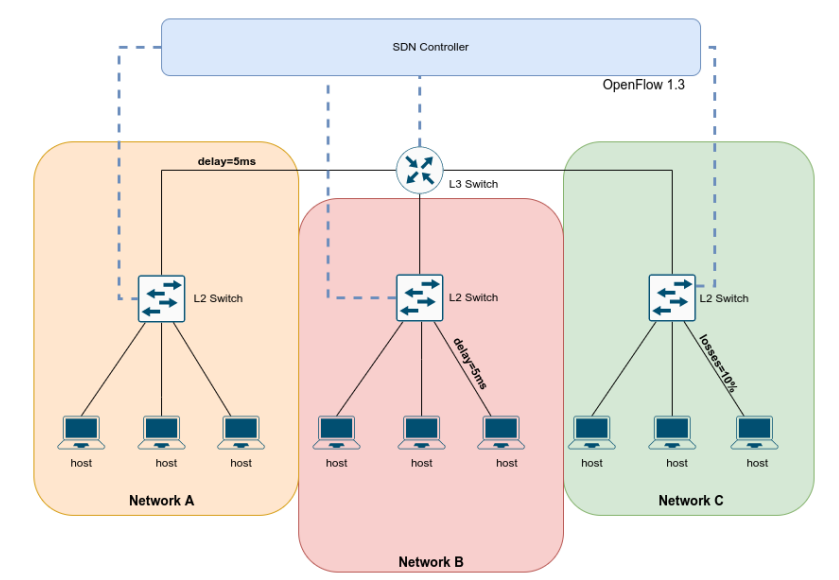 SDN Controller
OpenFlow 1.3
delay=5ms
L3 Switch
L2 Switch
L2 Switch
L2 Switch
delay=5ms
losses=10%
host
host
host
host
host
host
host
host
host
Network A
Network C
Network B